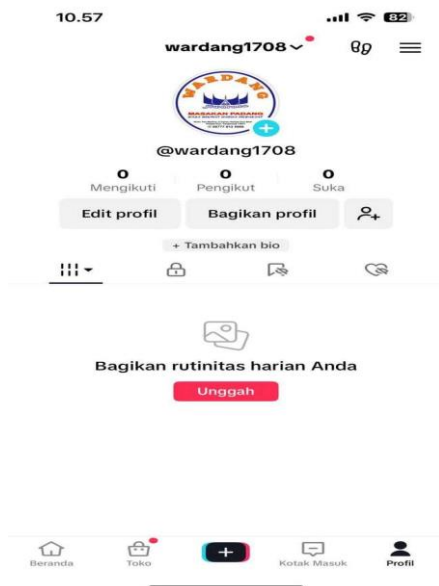 10.57
82
wardang1708
WARDANG
MASAKAN PADANG
@wardang1708
0 0 0
Mengikuti Pengikut Suka
Edit profil Bagikan profil
+ Tambahkan bio
Bagikan rutinitas harian Anda
Unggah
Beranda Toko Kotak Masuk Profil